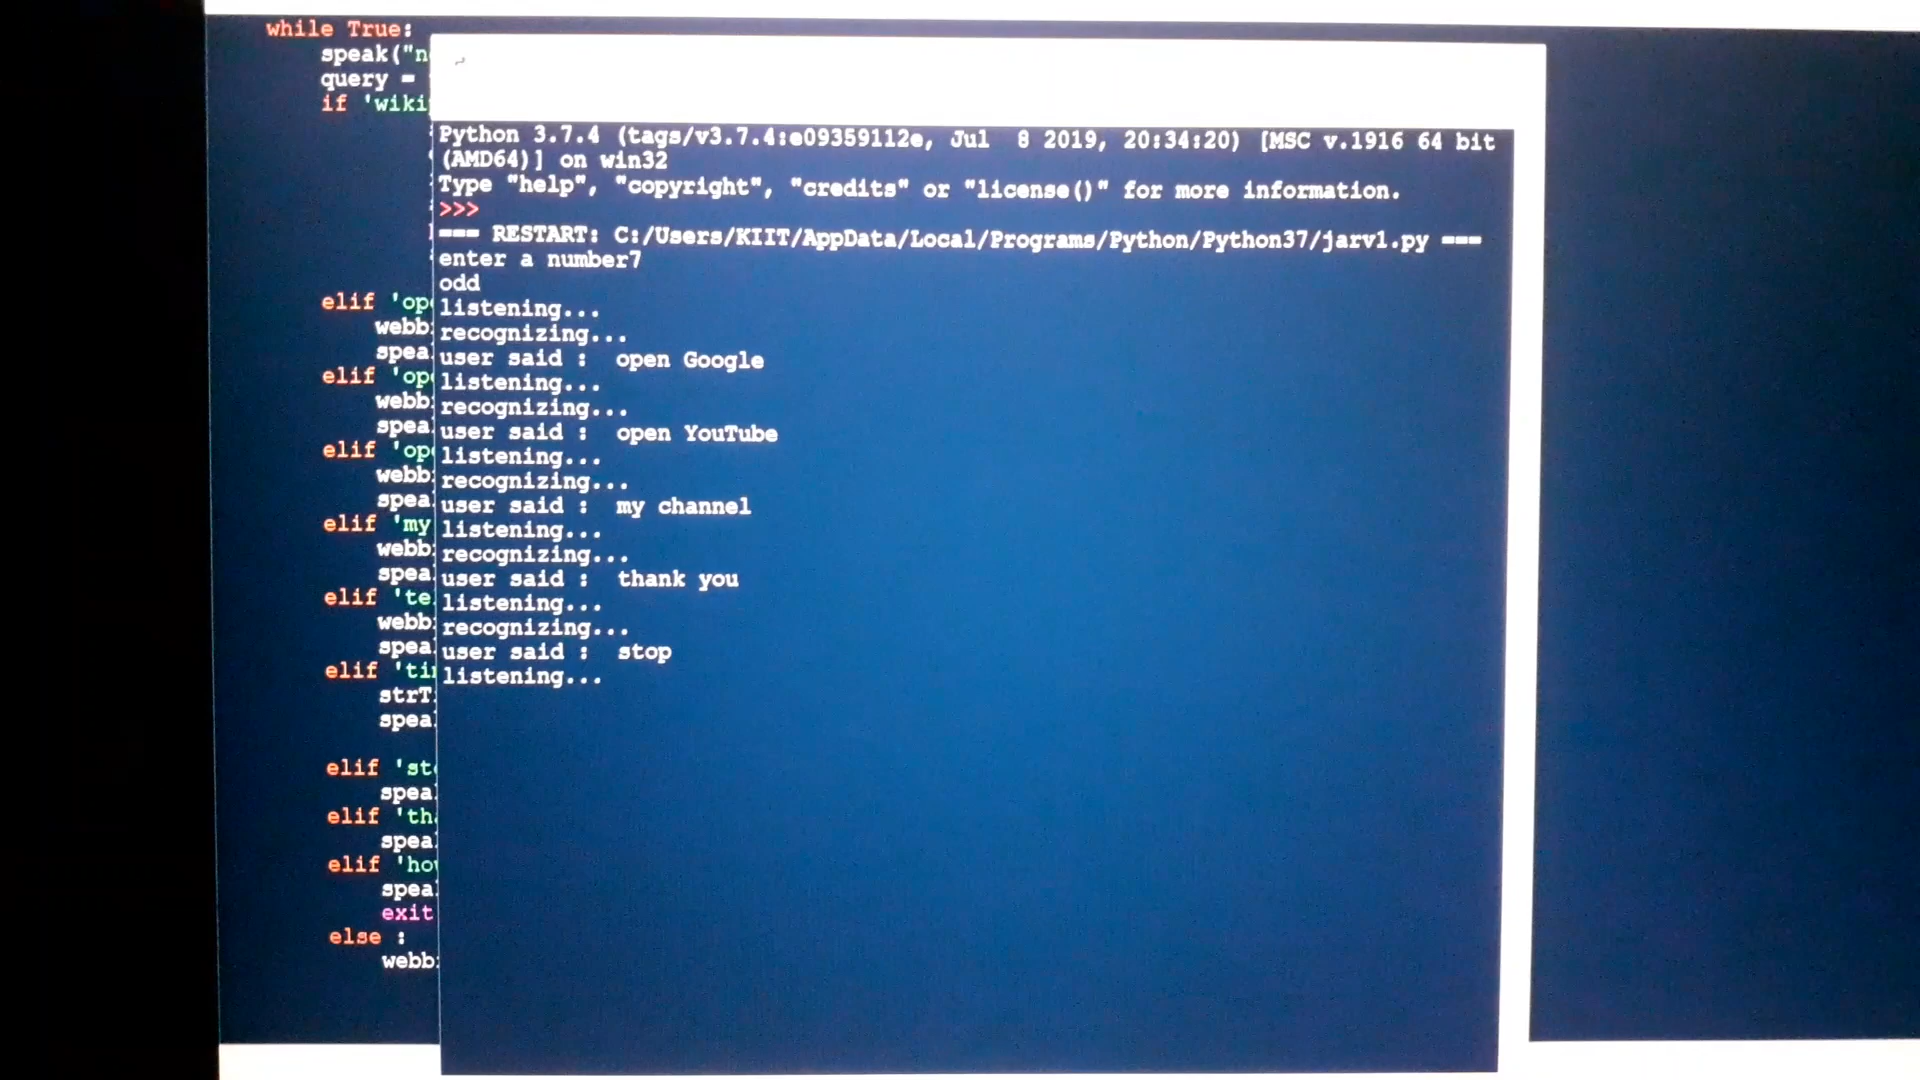 while True:
speak("n
query =
if 'wiki
elif 'op
webb
spea
elif 'op
webb
spea
elif 'op
webb
spea
elif 'my
webb
spea
elif 'te
webb
spea
elif 'ti
strT
spea
elif 'st
spea
elif 'th
spea
elif 'ho
spea
exit
else :
webb
Python 3.7.4 (tags/v3.7.4:e09359112e, Jul  8 2019, 20:34:20) [MSC v.1916 64 bit
(AMD64)] on win32
Type "help", "copyright", "credits" or "license()" for more information.
>>>
=== RESTART: C:/Users/KIIT/AppData/Local/Programs/Python/Python37/jarv1.py ===
enter a number7
odd
listening...
recognizing...
user said :  open Google
listening...
recognizing...
user said :  open YouTube
listening...
recognizing...
user said :  my channel
listening...
recognizing...
user said :  thank you
listening...
recognizing...
user said :  stop
listening...